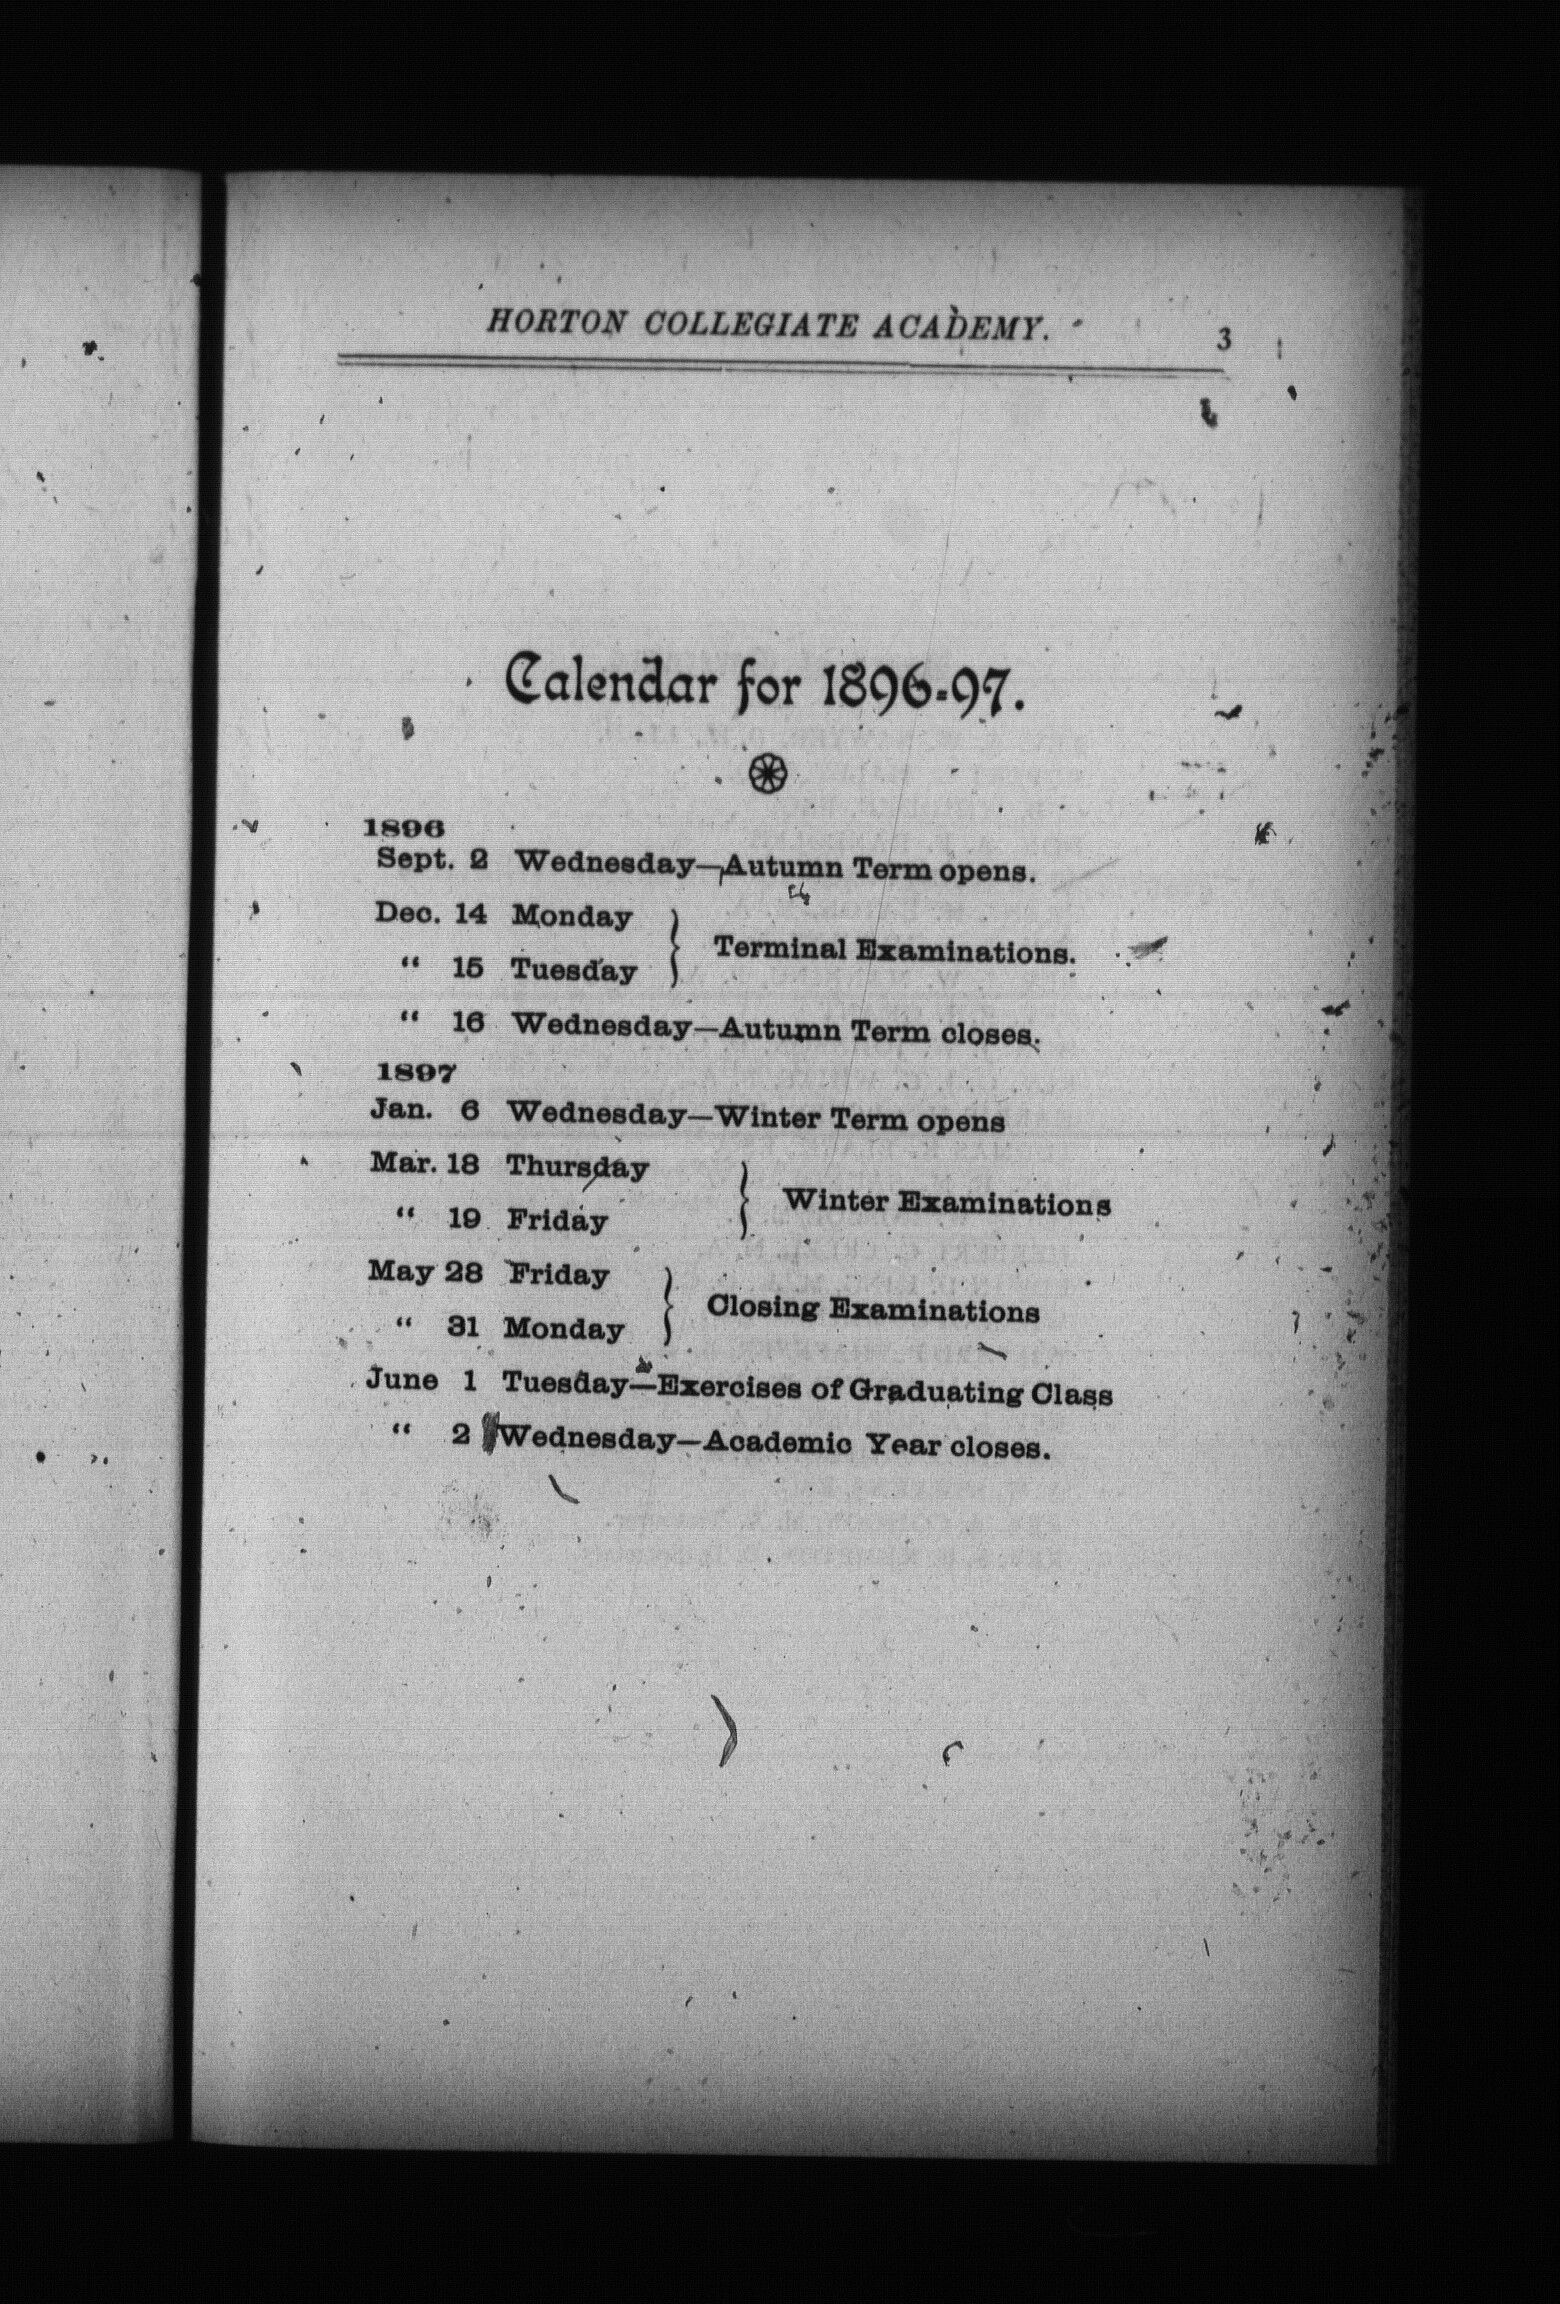 HORTON COLLEGIATE ACADEMY. 3
Calendar for 1896-97.
1896
Sept. 2 Wednesday—Autumn Term opens.
Dec. 14 Monday
} Terminal Examinations.
“ 15 Tuesday
“ 16 Wednesday—Autumn Term closes.
1897
Jan. 6 Wednesday—Winter Term opens
Mar. 18 Thursday
} Winter Examinations
“ 19 Friday
May 28 Friday
} Closing Examinations
“ 31 Monday
June 1 Tuesday—Exercises of Graduating Class
“ 2 Wednesday—Academic Year closes.